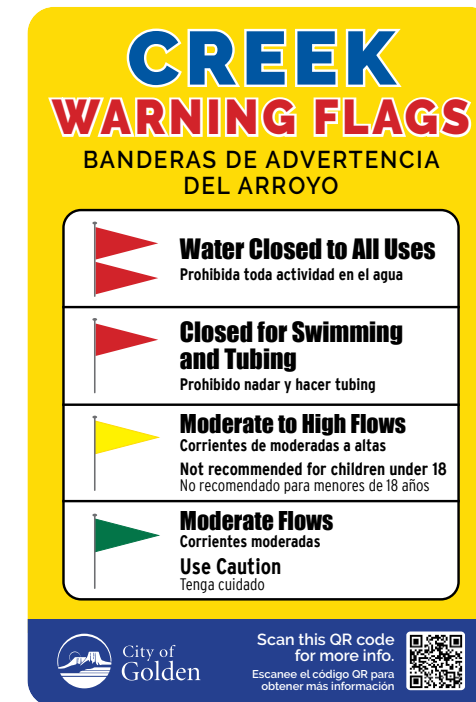 CREEK
WARNING FLAGS
BANDERAS DE ADVERTENCIA
DEL ARROYO
Water Closed to All Uses
Prohibida toda actividad en el agua
Closed for Swimming
and Tubing
Prohibido nadar y hacer tubing
Moderate to High Flows
Corrientes de moderadas a altas
Not recommended for children under 18
No recomendado para menores de 18 años
Moderate Flows
Corrientes moderadas
Use Caution
Tenga cuidado
City of
Golden
Scan this QR code
for more info.
Escanee el código QR para
obtener más información